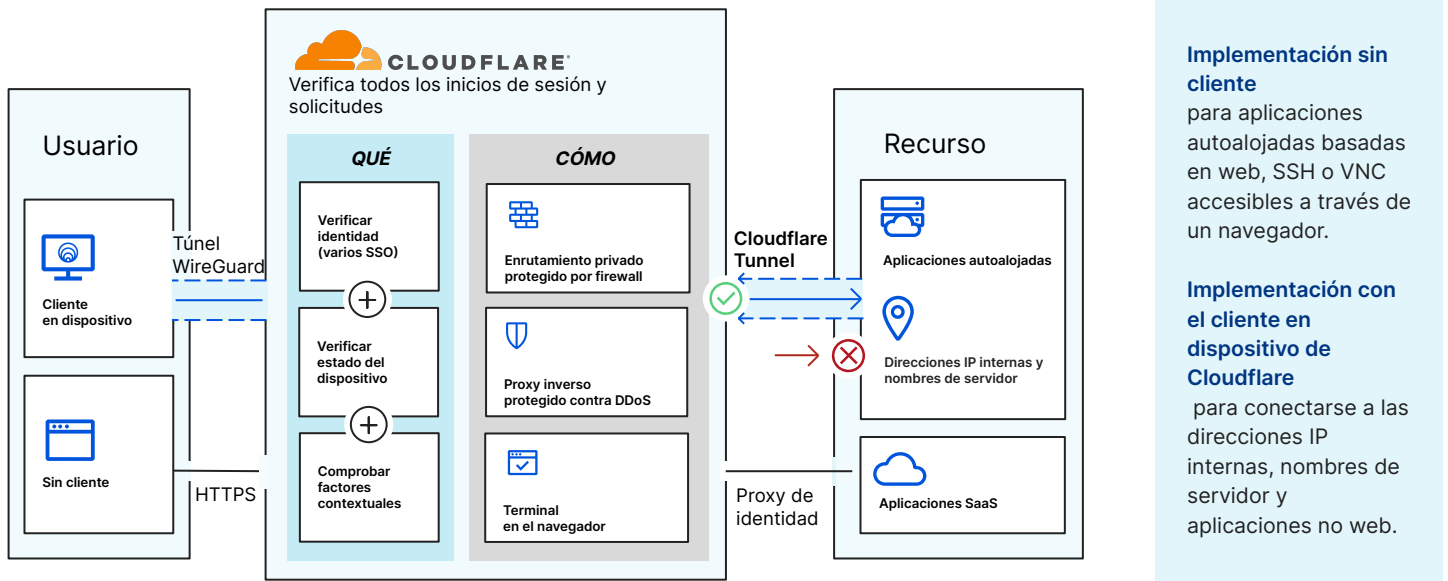 CLOUDFLARE
Verifica todos los inicios de sesión y
solicitudes
Usuario
Cliente
en dispositivo
Sin cliente
Túnel
WireGuard
HTTPS
QUÉ
Verificar
identidad
(varios SSO)
Verificar
estado del
dispositivo
Comprobar
factores
contextuales
CÓMO
Enrutamiento privado
protegido por firewall
Proxy inverso
protegido contra DDoS
Terminal
en el navegador
Cloudflare
Tunnel
Proxy de
identidad
Recurso
Aplicaciones autoalojadas
Direcciones IP internas y
nombres de servidor
Aplicaciones SaaS
Implementación sin
cliente
para aplicaciones
autoalojadas basadas
en web, SSH o VNC
accesibles a través de
un navegador.
Implementación con
el cliente en
dispositivo de
Cloudflare
para conectarse a las
direcciones IP
internas, nombres de
servidor y
aplicaciones no web.